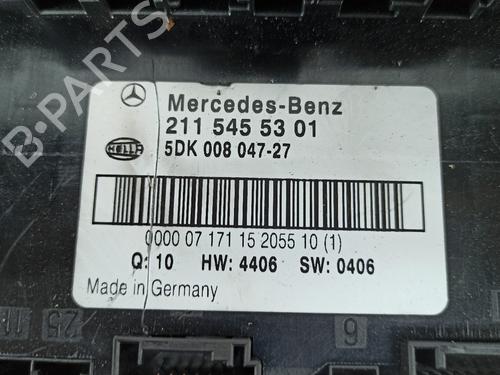 Mercedes-Benz
211 545 53 01
HELLA
5DK 008 047-27
0000 07 171 15 2055 10 (1)
Q: 10 HW: 4406 SW: 0406
Made in Germany
25
9
B-PARTS